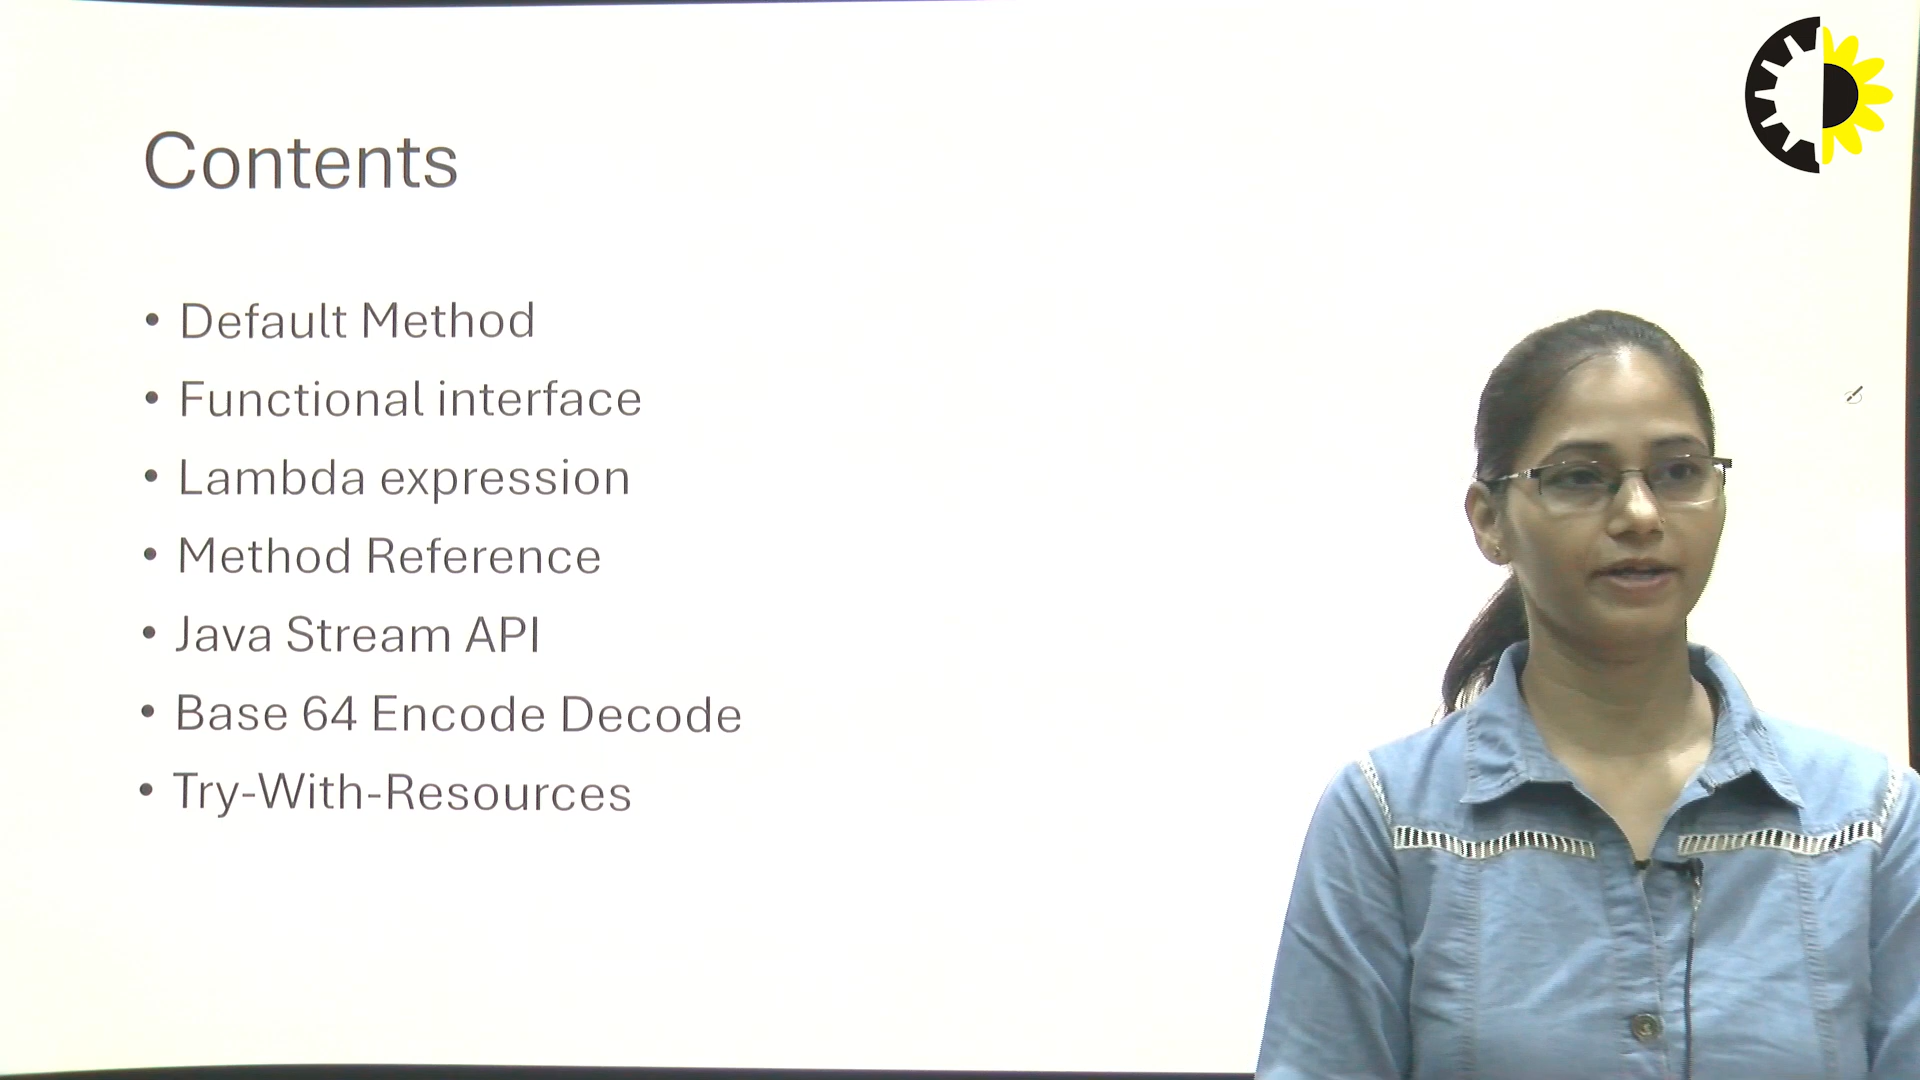 Contents
• Default Method
• Functional interface
• Lambda expression
• Method Reference
• Java Stream API
• Base 64 Encode Decode
• Try-With-Resources